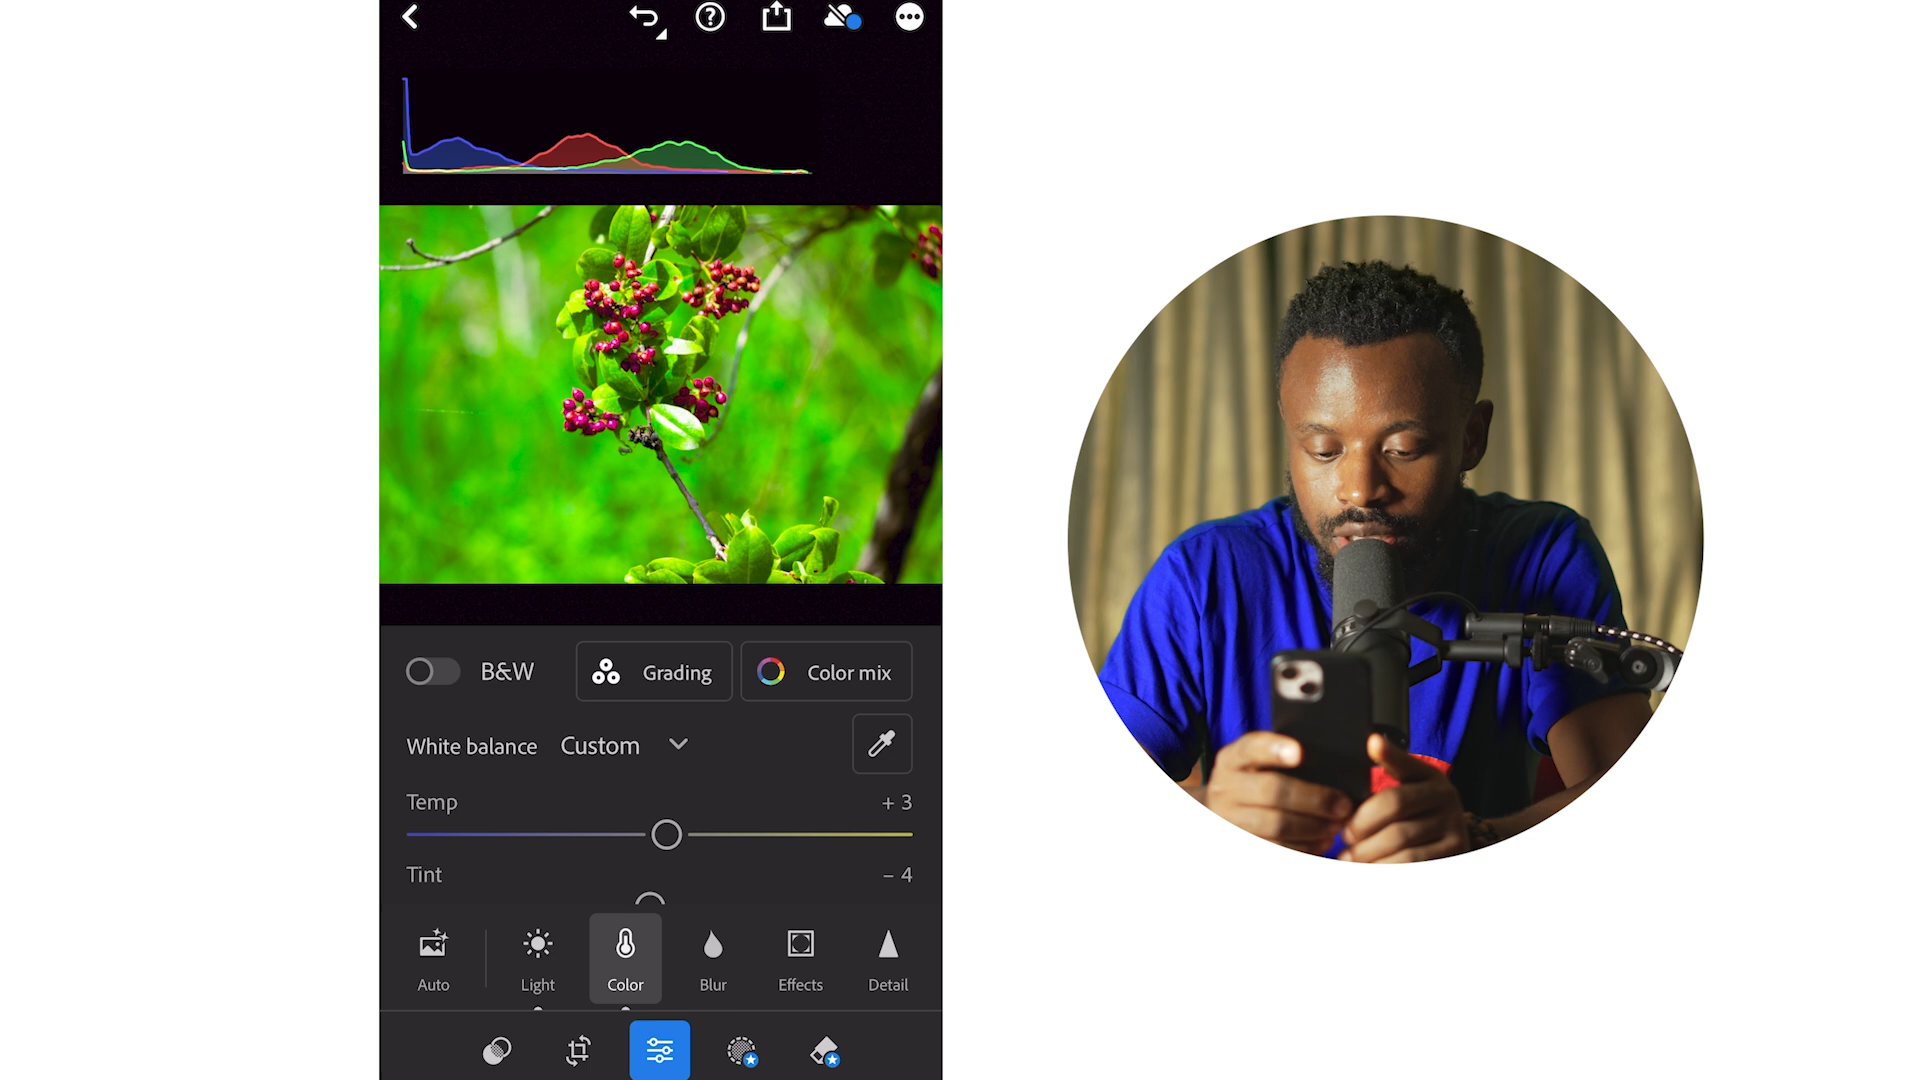 B&W
Grading
Color mix
White balance Custom
Temp + 3
Tint – 4
Auto
Light
Color
Blur
Effects
Detail